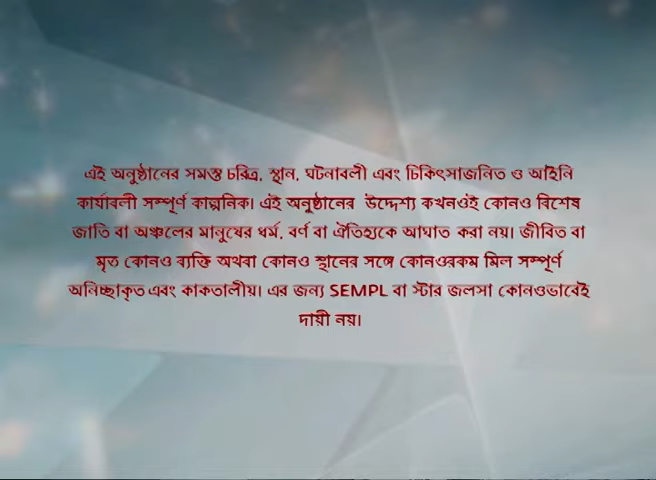 এই অনুষ্ঠানের সমস্ত চরিত্র, স্থান, ঘটনাবলী এবং চিকিৎসাজনিত ও আইনি
কার্যাবলী সম্পূর্ণ কাল্পনিক। এই অনুষ্ঠানের উদ্দেশ্য কখনওই কোনও বিশেষ
জাতি বা অঞ্চলের মানুষের ধর্ম, বর্ণ বা ঐতিহ্যকে আঘাত করা নয়। জীবিত বা
মৃত কোনও ব্যক্তি অথবা কোনও স্থানের সঙ্গে কোনওরকম মিল সম্পূর্ণ
অনিচ্ছাকৃত এবং কাকতালীয়। এর জন্য SEMPL বা স্টার জলসা কোনওভাবেই
দায়ী নয়।